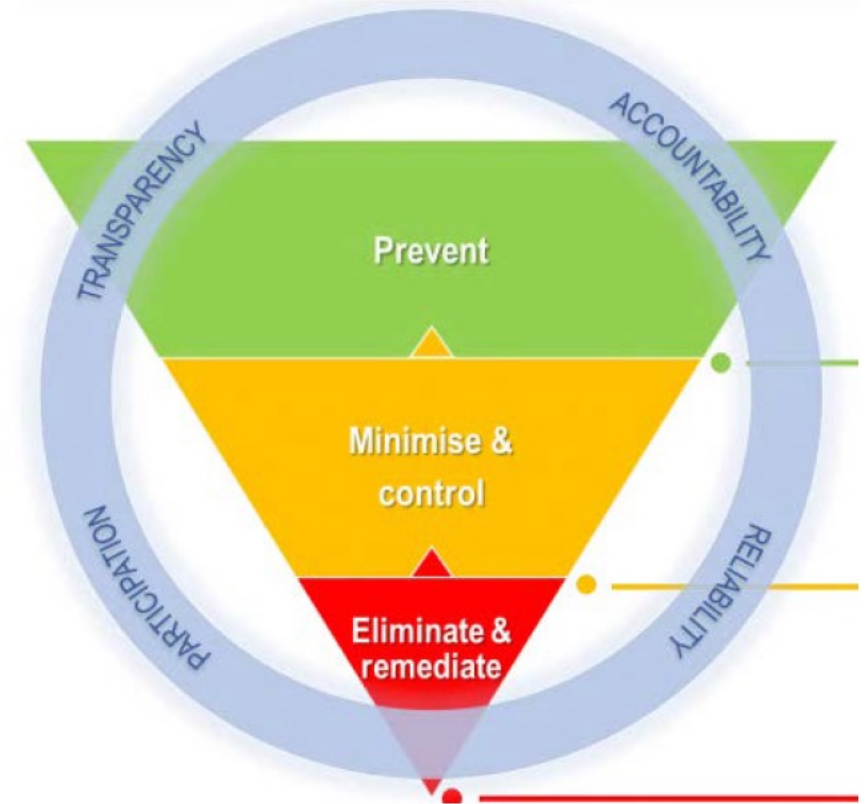 TRANSPARENCY
ACCOUNTABILITY
Prevent
Minimise &
control
PARTICIPATION
RELIABILITY
Eliminate &
remediate